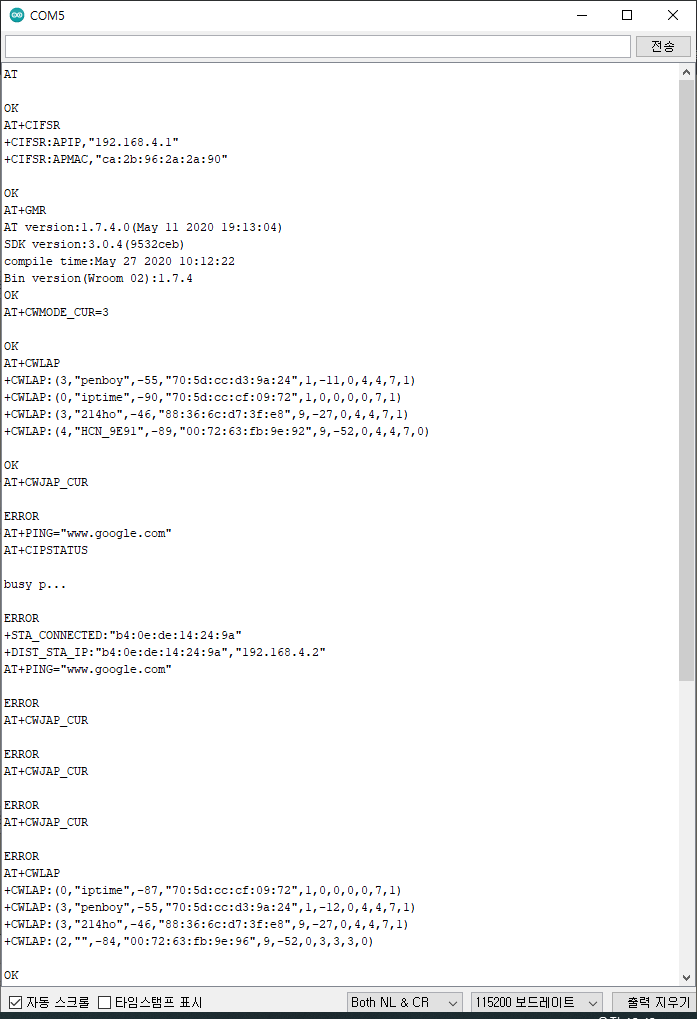 COM5
전송
AT
OK
AT+CIFSR
+CIFSR:APIP,"192.168.4.1"
+CIFSR:APMAC,"ca:2b:96:2a:2a:90"
OK
AT+GMR
AT version:1.7.4.0(May 11 2020 19:13:04)
SDK version:3.0.4(9532ceb)
compile time:May 27 2020 10:12:22
Bin version(Wroom 02):1.7.4
OK
AT+CWMODE_CUR=3
OK
AT+CWLAP
+CWLAP:(3,"penboy",-55,"70:5d:cc:d3:9a:24",1,-11,0,4,4,7,1)
+CWLAP:(0,"iptime",-90,"70:5d:cc:cf:09:72",1,0,0,0,0,7,1)
+CWLAP:(3,"214ho",-46,"88:36:6c:d7:3f:e8",9,-27,0,4,4,7,1)
+CWLAP:(4,"HCN_9E91",-89,"00:72:63:fb:9e:92",9,-52,0,4,4,7,0)
OK
AT+CWJAP_CUR
ERROR
AT+PING="www.google.com"
AT+CIPSTATUS
busy p...
ERROR
+STA_CONNECTED:"b4:0e:de:14:24:9a"
+DIST_STA_IP:"b4:0e:de:14:24:9a","192.168.4.2"
AT+PING="www.google.com"
ERROR
AT+CWJAP_CUR
ERROR
AT+CWJAP_CUR
ERROR
AT+CWJAP_CUR
ERROR
AT+CWLAP
+CWLAP:(0,"iptime",-87,"70:5d:cc:cf:09:72",1,0,0,0,0,7,1)
+CWLAP:(3,"penboy",-55,"70:5d:cc:d3:9a:24",1,-12,0,4,4,7,1)
+CWLAP:(3,"214ho",-46,"88:36:6c:d7:3f:e8",9,-27,0,4,4,7,1)
+CWLAP:(2,"",-84,"00:72:63:fb:9e:96",9,-52,0,3,3,3,0)
OK
자동 스크롤 타임스탬프 표시 Both NL & CR 115200 보드레이트 출력 지우기